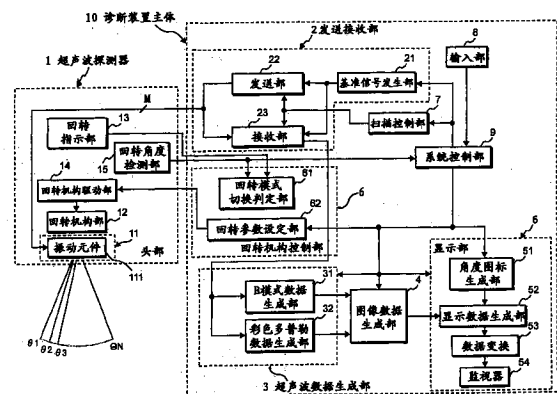 10 诊断装置主体
2 发送接收部
8
输入部
1 超声波探测器
22
发送部
21
基准信号发生部
M
23
接收部
7
扫描控制部
9
系统控制部
13
回转
指示部
15
回转角度
检测部
14
回转机构驱动部
61
回转模式
切换判定部
6
12
回转机构部
62
回转参数设定部
回转机构控制部
11
振动元件
头部
111
θ1
θ2
θ3
θN
31
B模式数据
生成部
32
彩色多普勒
数据生成部
4
图像数据
生成部
3 超声波数据生成部
5
显示部
51
角度图标
生成部
52
显示数据生成部
53
数据变换
54
监视器